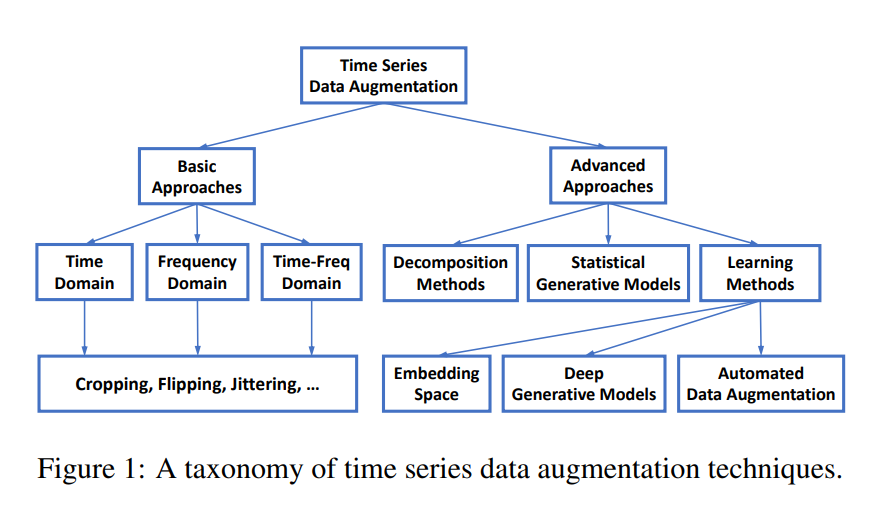 Time Series
Data Augmentation
Basic
Approaches
Advanced
Approaches
Time
Domain
Frequency
Domain
Time-Freq
Domain
Decomposition
Methods
Statistical
Generative Models
Learning
Methods
Cropping, Flipping, Jittering, …
Embedding
Space
Deep
Generative Models
Automated
Data Augmentation
Figure 1: A taxonomy of time series data augmentation techniques.